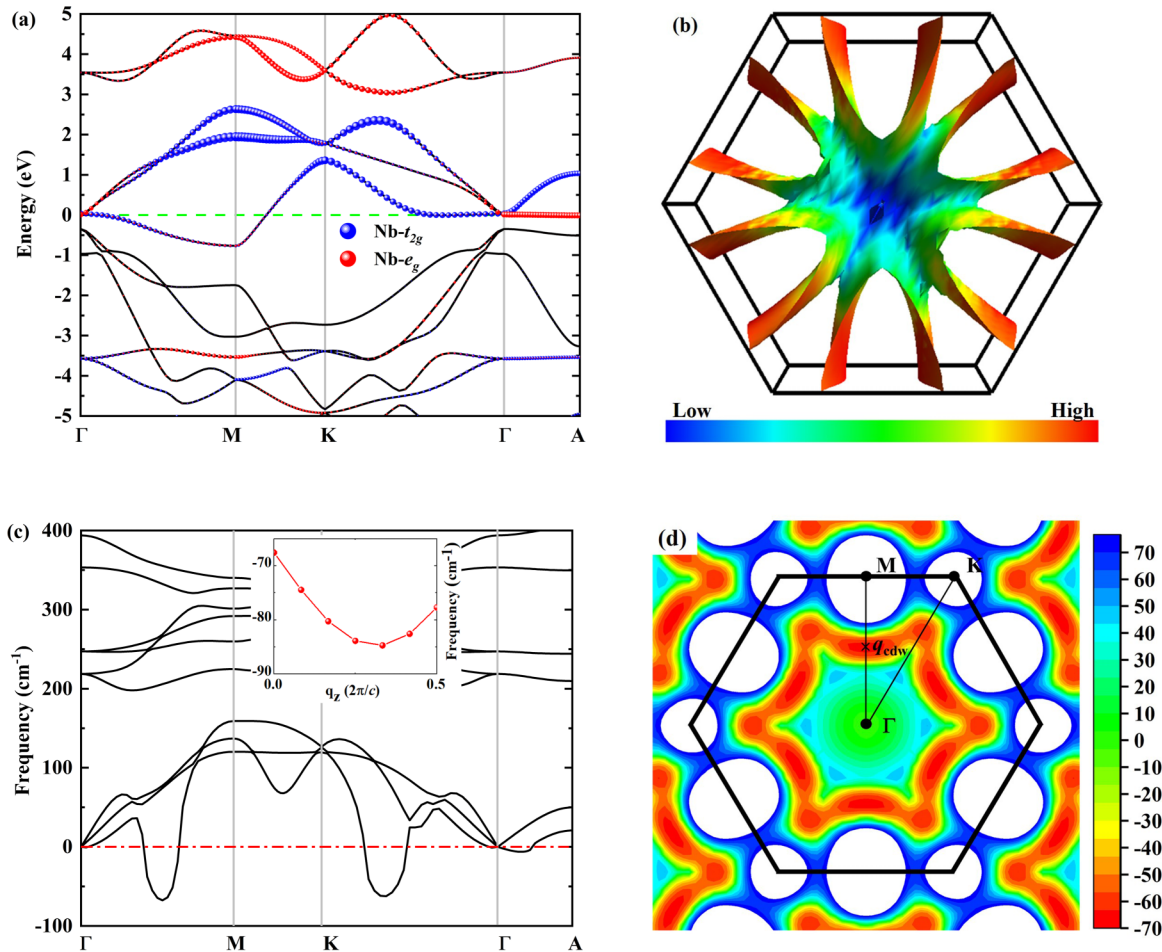 (a)
5
4
3
2
1
0
-1
-2
-3
-4
-5
Energy (eV)
Nb-t2g
Nb-eg
Γ M K Γ A
(b)
Low High
(c)
400
300
200
100
0
-100
Frequency (cm-1)
Γ M K Γ A
-70
-80
-90
0.0 0.5
qz (2π/c)
Frequency (cm-1)
(d)
M K
qcdw
Γ
70
60
50
40
30
20
10
0
-10
-20
-30
-40
-50
-60
-70